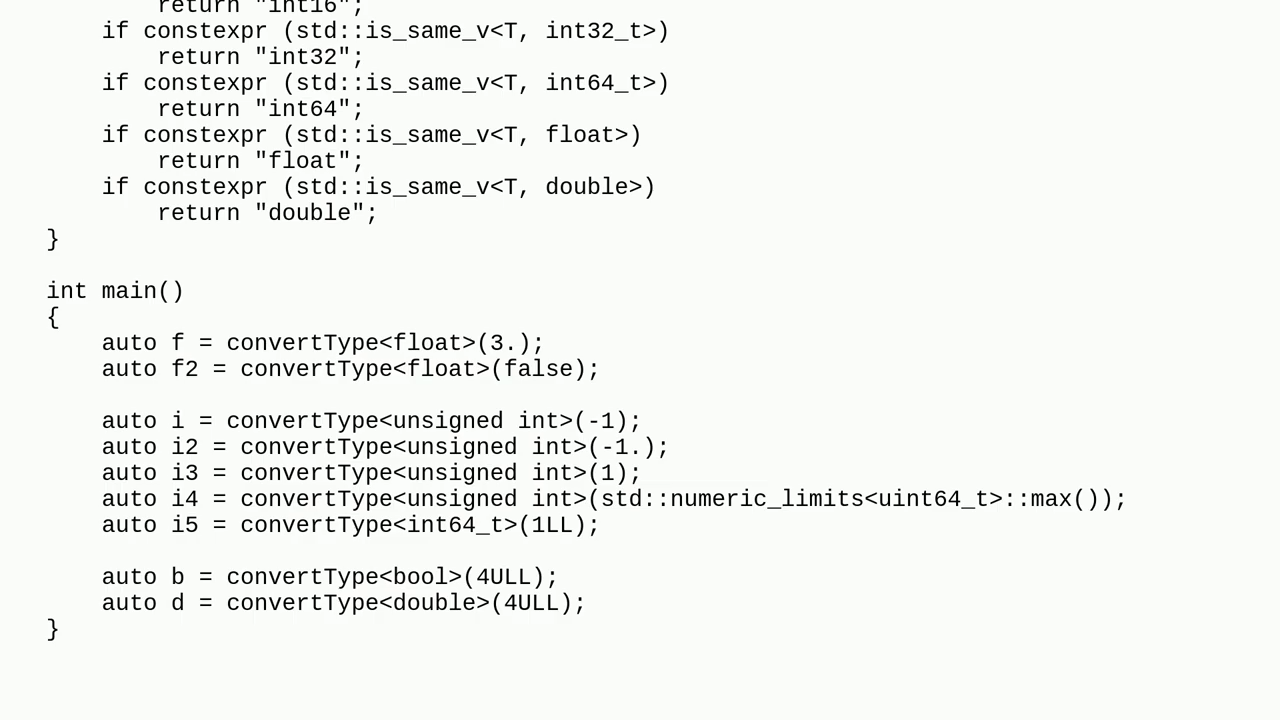 return "int16";
if constexpr (std::is_same_v<T, int32_t>)
return "int32";
if constexpr (std::is_same_v<T, int64_t>)
return "int64";
if constexpr (std::is_same_v<T, float>)
return "float";
if constexpr (std::is_same_v<T, double>)
return "double";
}
int main()
{
auto f = convertType<float>(3.);
auto f2 = convertType<float>(false);
auto i = convertType<unsigned int>(-1);
auto i2 = convertType<unsigned int>(-1.);
auto i3 = convertType<unsigned int>(1);
auto i4 = convertType<unsigned int>(std::numeric_limits<uint64_t>::max());
auto i5 = convertType<int64_t>(1LL);
auto b = convertType<bool>(4ULL);
auto d = convertType<double>(4ULL);
}